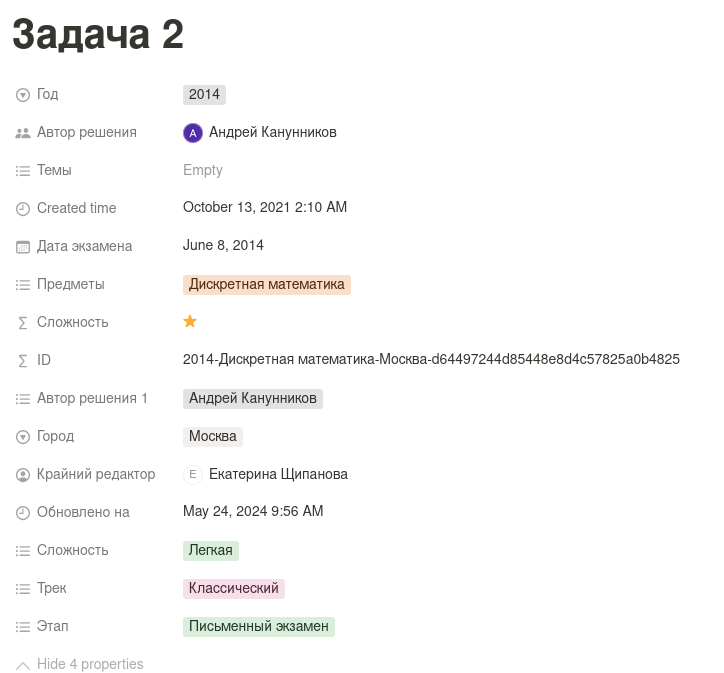 Задача 2
Год 2014
Автор решения А Андрей Канунников
Темы Empty
Created time October 13, 2021 2:10 AM
Дата экзамена June 8, 2014
Предметы Дискретная математика
Сложность
ID 2014-Дискретная математика-Москва-d64497244d85448e8d4c57825a0b4825
Автор решения 1 Андрей Канунников
Город Москва
Крайний редактор Е Екатерина Щипанова
Обновлено на May 24, 2024 9:56 AM
Сложность Легкая
Трек Классический
Этап Письменный экзамен
Hide 4 properties